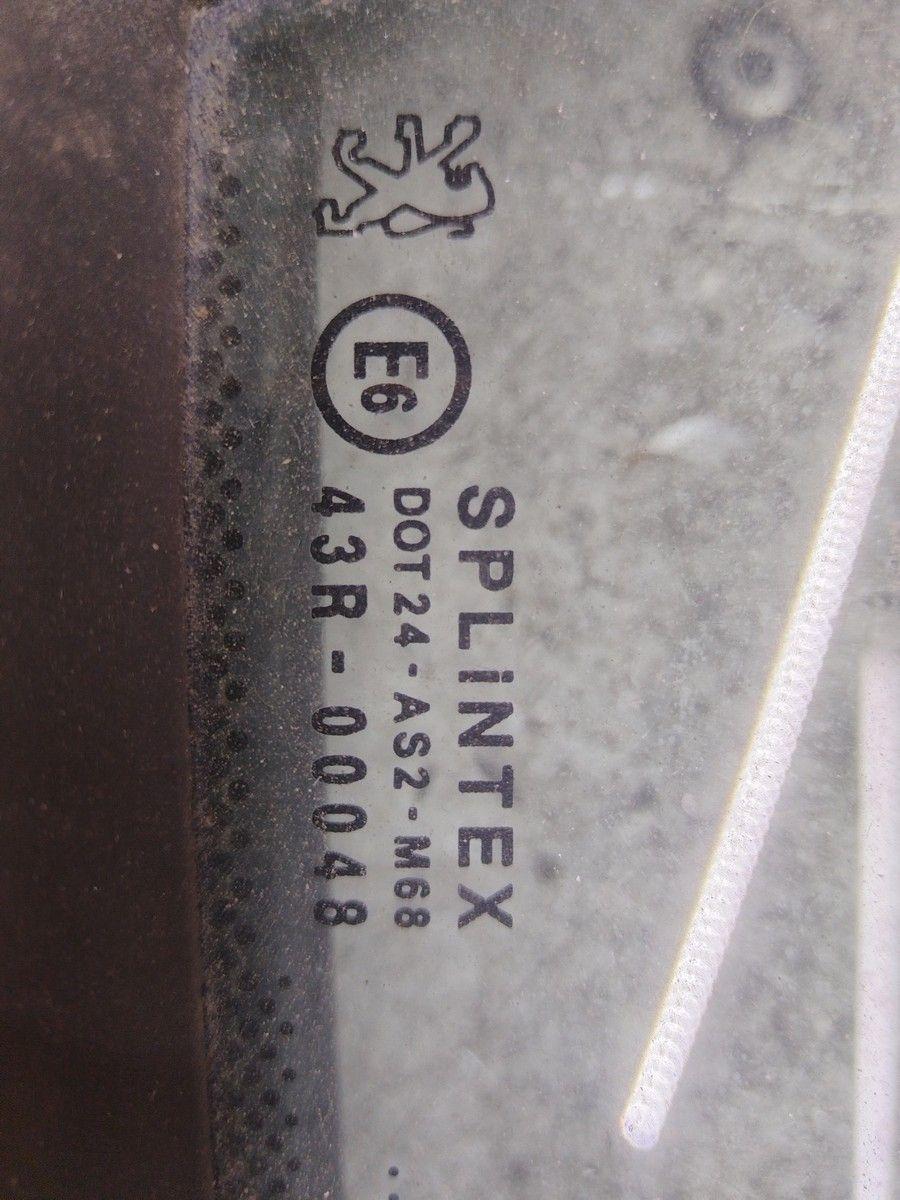 SPLiNTEX
E6
DOT24-AS2-M68
43R-00048